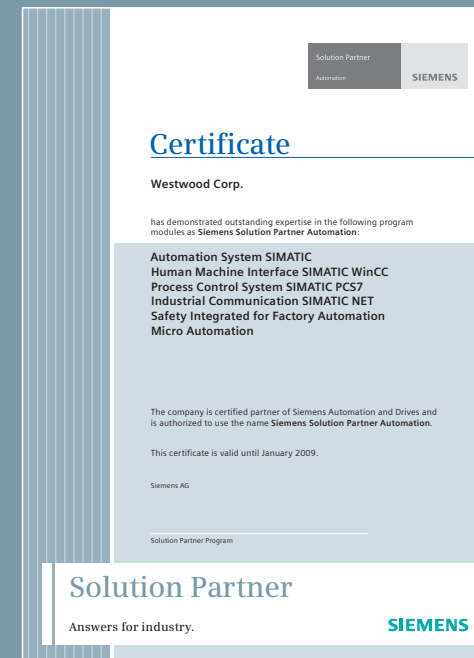 Solution Partner
Automation
SIEMENS
Certificate
Westwood Corp.
has demonstrated outstanding expertise in the following program
modules as Siemens Solution Partner Automation:
Automation System SIMATIC
Human Machine Interface SIMATIC WinCC
Process Control System SIMATIC PCS7
Industrial Communication SIMATIC NET
Safety Integrated for Factory Automation
Micro Automation
The company is certified partner of Siemens Automation and Drives and
is authorized to use the name Siemens Solution Partner Automation.
This certificate is valid until January 2009.
Siemens AG
Solution Partner Program
Solution Partner
Answers for industry.
SIEMENS